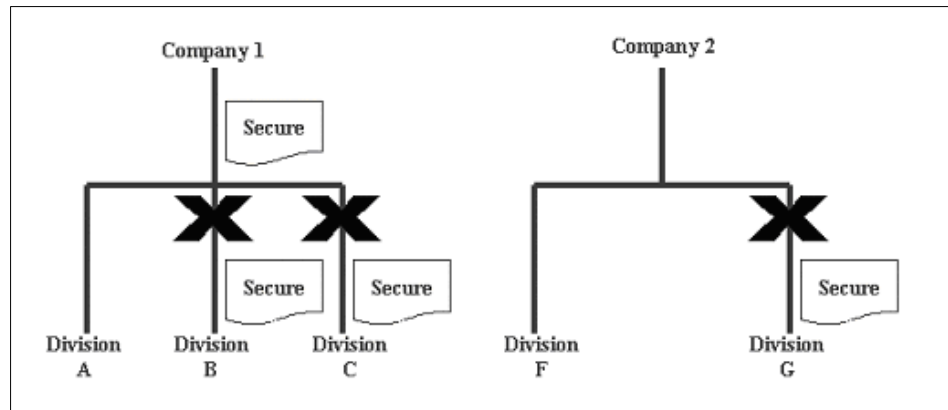 Company 1
Company 2
Secure
Secure
Secure
Secure
Division
A
Division
B
Division
C
Division
F
Division
G